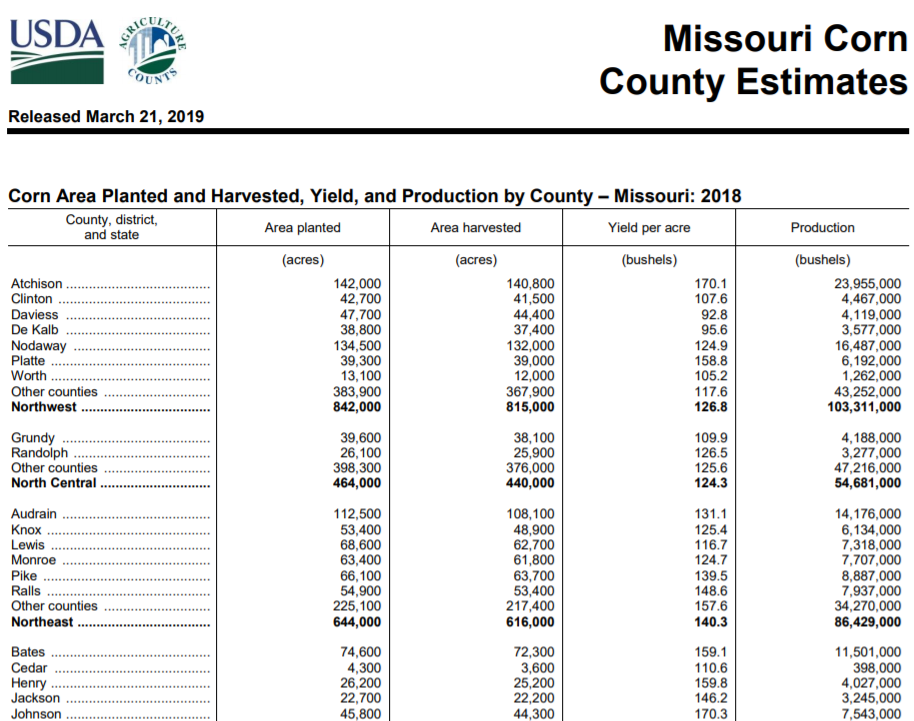 USDA
AGRICULTURE
COUNTS
Missouri Corn
County Estimates
Released March 21, 2019
Corn Area Planted and Harvested, Yield, and Production by County – Missouri: 2018
County, district,
and state
Area planted
Area harvested
Yield per acre
Production
(acres) (acres) (bushels) (bushels)
Atchison ........................................ 142,000 140,800 170.1 23,955,000
Clinton .......................................... 42,700 41,500 107.6 4,467,000
Daviess ........................................ 47,700 44,400 92.8 4,119,000
De Kalb ........................................ 38,800 37,400 95.6 3,577,000
Nodaway ...................................... 134,500 132,000 124.9 16,487,000
Platte ............................................ 39,300 39,000 158.8 6,192,000
Worth ............................................ 13,100 12,000 105.2 1,262,000
Other counties .............................. 383,900 367,900 117.6 43,252,000
Northwest .................................... 842,000 815,000 126.8 103,311,000
Grundy ......................................... 39,600 38,100 109.9 4,188,000
Randolph ...................................... 26,100 25,900 126.5 3,277,000
Other counties .............................. 398,300 376,000 125.6 47,216,000
North Central ............................... 464,000 440,000 124.3 54,681,000
Audrain ......................................... 112,500 108,100 131.1 14,176,000
Knox ............................................. 53,400 48,900 125.4 6,134,000
Lewis ............................................ 68,600 62,700 116.7 7,318,000
Monroe ......................................... 63,400 61,800 124.7 7,707,000
Pike .............................................. 66,100 63,700 139.5 8,887,000
Ralls ............................................. 54,900 53,400 148.6 7,937,000
Other counties .............................. 225,100 217,400 157.6 34,270,000
Northeast ..................................... 644,000 616,000 140.3 86,429,000
Bates ............................................ 74,600 72,300 159.1 11,501,000
Cedar ........................................... 4,300 3,600 110.6 398,000
Henry ............................................ 26,200 25,200 159.8 4,027,000
Jackson ........................................ 22,700 22,200 146.2 3,245,000
Johnson ........................................ 45,800 44,300 170.3 7,543,000